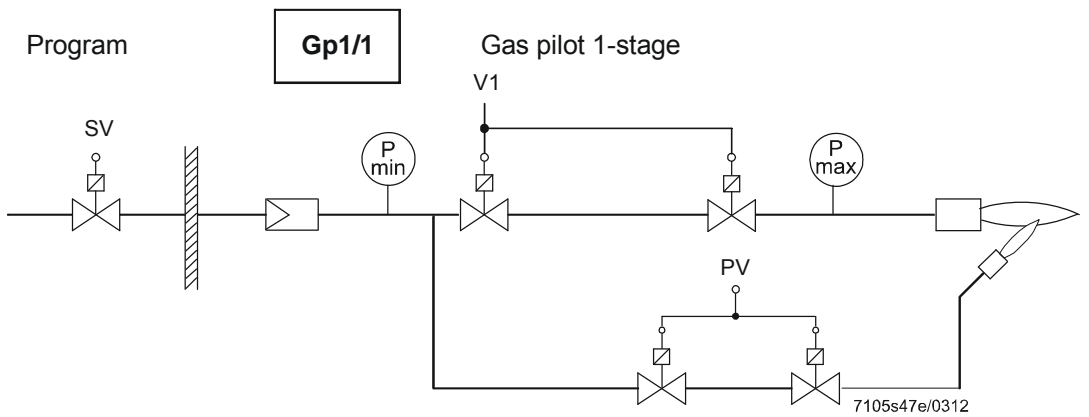 Program Gp1/1 Gas pilot 1-stage
V1
SV
P
min
P
max
PV
7105s47e/0312